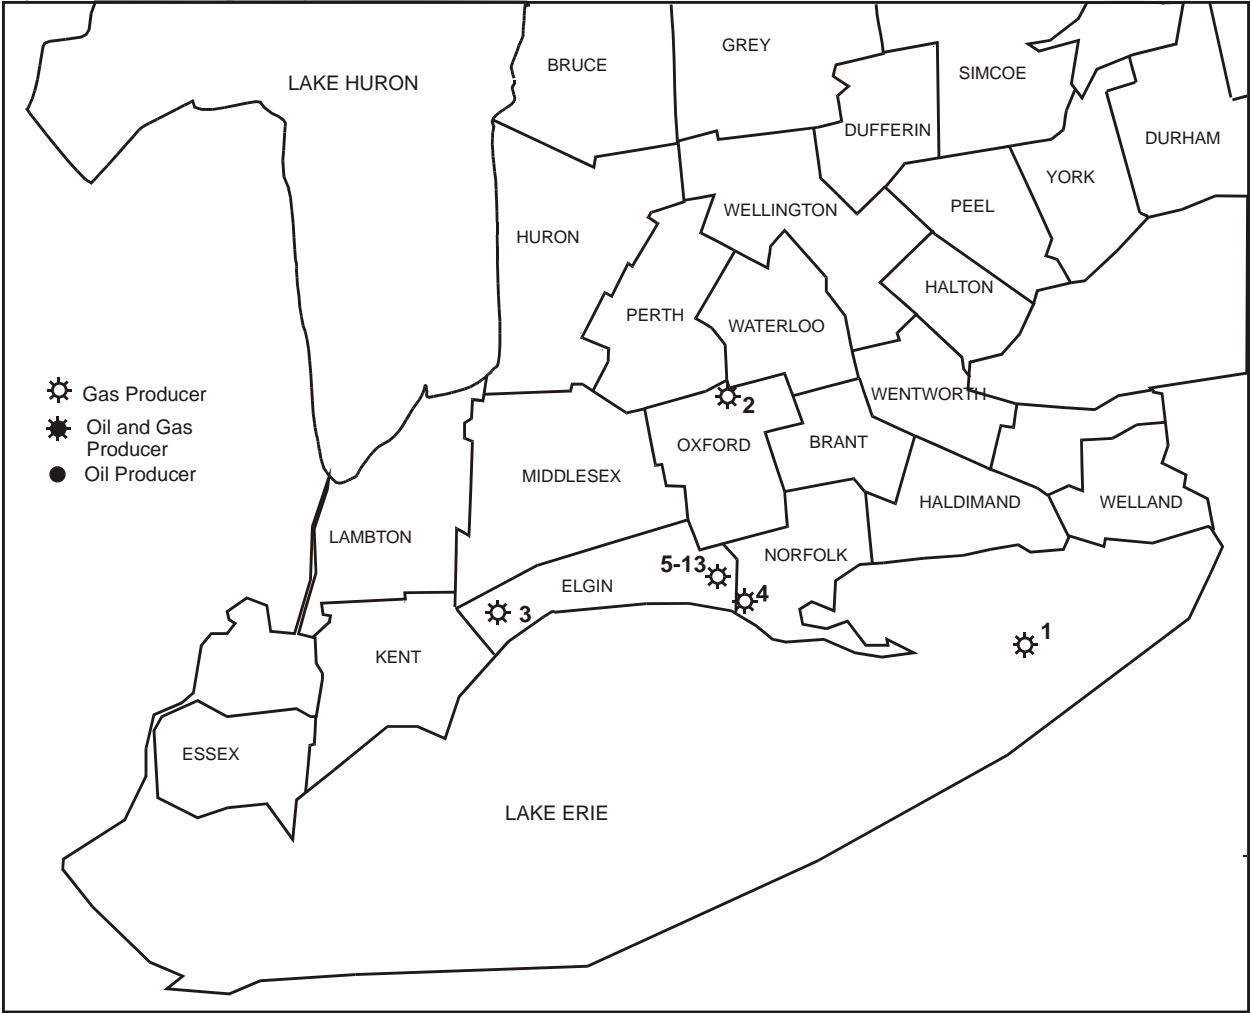 GREY
BRUCE
SIMCOE
LAKE HURON
DUFFERIN
DURHAM
YORK
PEEL
WELLINGTON
HURON
HALTON
PERTH
WATERLOO
Gas Producer
WENTWORTH
2
Oil and Gas
Producer
OXFORD
BRANT
Oil Producer
MIDDLESEX
HALDIMAND
WELLAND
LAMBTON
NORFOLK
5-13
ELGIN
4
3
1
KENT
ESSEX
LAKE ERIE